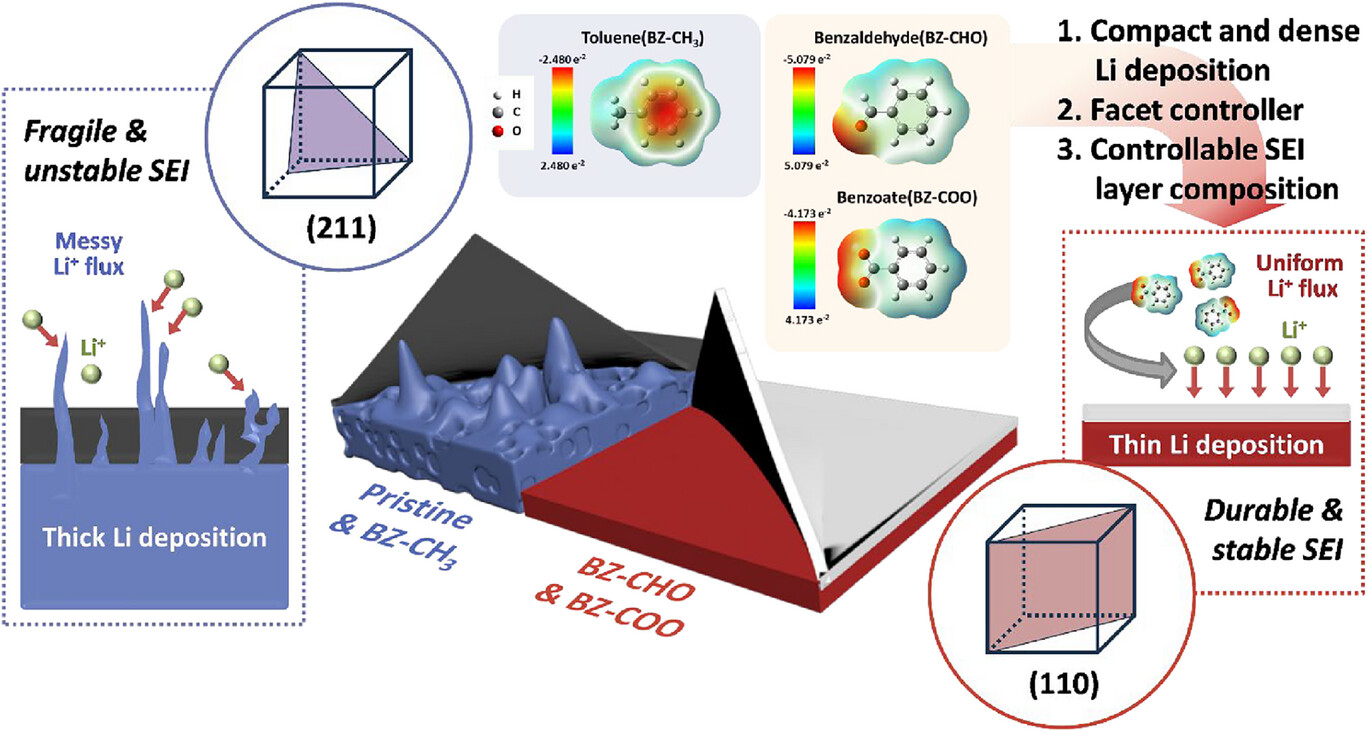 Fragile &
unstable SEI
(211)
Messy
Li⁺ flux
Li⁺
Thick Li deposition
Toluene(BZ-CH₃)
-2.480 e⁻²
2.480 e⁻²
H
C
O
Benzaldehyde(BZ-CHO)
-5.079 e⁻²
5.079 e⁻²
Benzoate(BZ-COO)
-4.173 e⁻²
4.173 e⁻²
1. Compact and dense
Li deposition
2. Facet controller
3. Controllable SEI
layer composition
Pristine
& BZ-CH₃
BZ-CHO
& BZ-COO
Uniform
Li⁺ flux
Li⁺
Thin Li deposition
Durable &
stable SEI
(110)